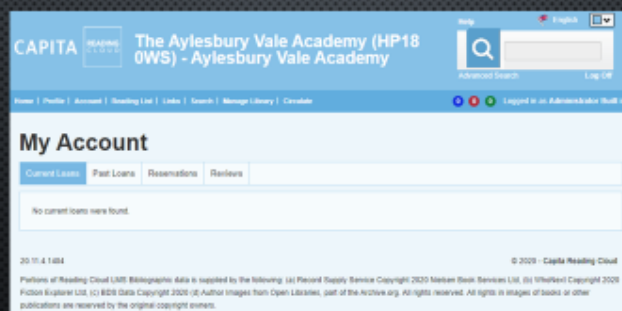 Help English
CAPITA READING CLOUD The Aylesbury Vale Academy (HP18
0WS) - Aylesbury Vale Academy
Advanced Search Log Off
Home | Profile | Account | Reading List | Links | Search | Manage Library | Circulate 0 0 0 Logged in as Administrator Built
My Account
Current Loans Past Loans Reservations Reviews
No current loans were found.
20.11.4.1484 © 2020 - Capita Reading Cloud
Portions of Reading Cloud LMS Bibliographic data is supplied by the following: (a) Record Supply Service Copyright 2020 Nielsen Book Services Ltd, (b) WhoNext Copyright 2020
Fiction Explorer Ltd, (c) BDS Data Copyright 2020 (d) Author Images from Open Libraries, part of the Archive.org. All rights reserved. All rights in images of books or other
publications are reserved by the original copyright owners.